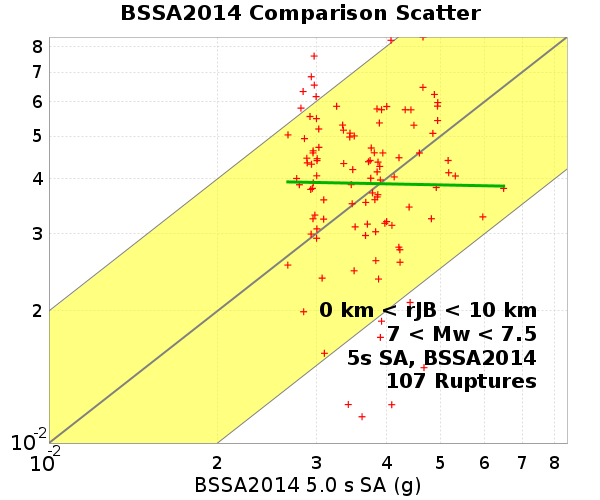 BSSA2014 Comparison Scatter
8
7
6
5
4
3
2
10-2
0 km < rJB < 10 km
7 < Mw < 7.5
5s SA, BSSA2014
107 Ruptures
10-2 2 3 4 5 6 7 8
BSSA2014 5.0 s SA (g)